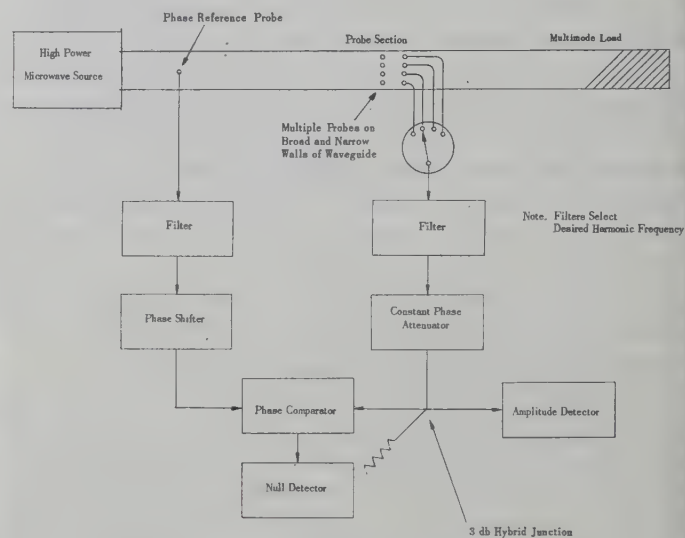 Phase Reference Probe
High Power
Microwave Source
Probe Section
Multimode Load
Multiple Probes on
Broad and Narrow
Walls of Waveguide
Filter
Filter
Note. Filters Select
Desired Harmonic Frequency
Phase Shifter
Constant Phase
Attenuator
Phase Comparator
Amplitude Detector
Null Detector
3 db Hybrid Junction